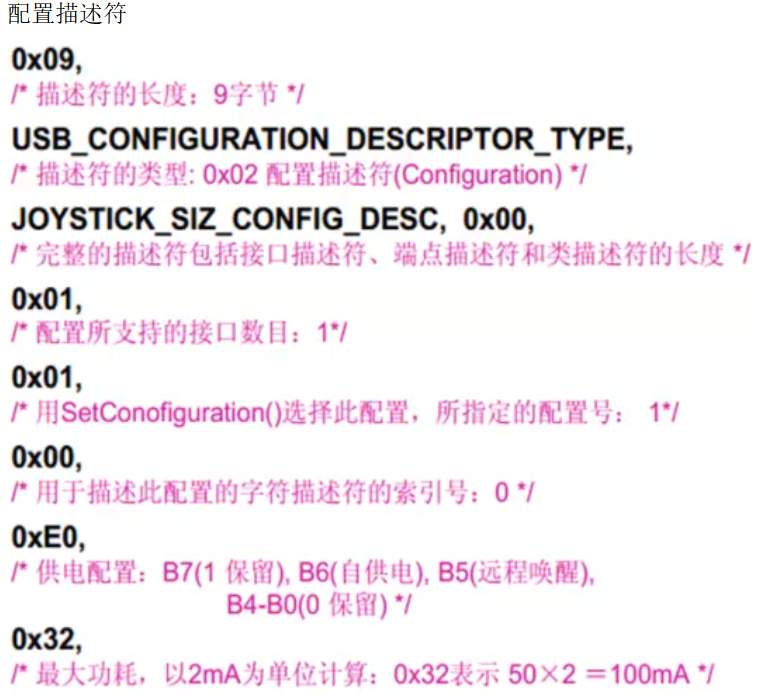 配置描述符
0x09,
/* 描述符的长度：9字节 */
USB_CONFIGURATION_DESCRIPTOR_TYPE,
/* 描述符的类型: 0x02 配置描述符(Configuration) */
JOYSTICK_SIZ_CONFIG_DESC, 0x00,
/* 完整的描述符包括接口描述符、端点描述符和类描述符的长度 */
0x01,
/* 配置所支持的接口数目：1*/
0x01,
/* 用SetConofiguration()选择此配置，所指定的配置号： 1*/
0x00,
/* 用于描述此配置的字符描述符的索引号：0 */
0xE0,
/* 供电配置：B7(1 保留), B6(自供电), B5(远程唤醒),
B4-B0(0 保留) */
0x32,
/* 最大功耗，以2mA为单位计算：0x32表示 50×2 ＝100mA */